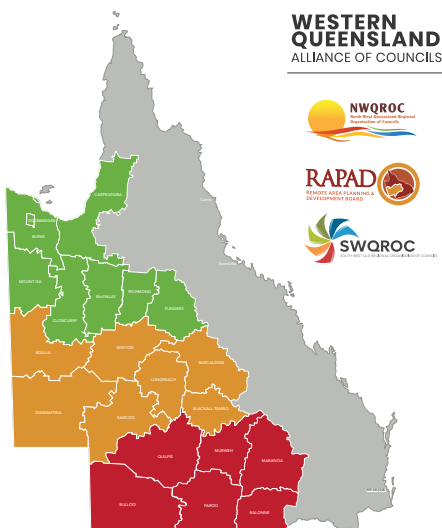 WESTERN
QUEENSLAND
ALLIANCE OF COUNCILS
NWQROC
North West Queensland Regional
Organisation of Councils
RAPAD
REMOTE AREA PLANNING &
DEVELOPMENT BOARD
SWQROC
SOUTH WEST QLD REGIONAL ORGANISATION OF COUNCILS
CARPENTARIA
DOOMADGEE
BURKE
MOUNT ISA
CLONCURRY
McKINLAY
RICHMOND
FLINDERS
BOULIA
WINTON
BARCALDINE
LONGREACH
DIAMANTINA
BARCOO
BLACKALL-TAMBO
QUILPIE
MURWEH
MARANOA
BULLOO
PAROO
BALONNE